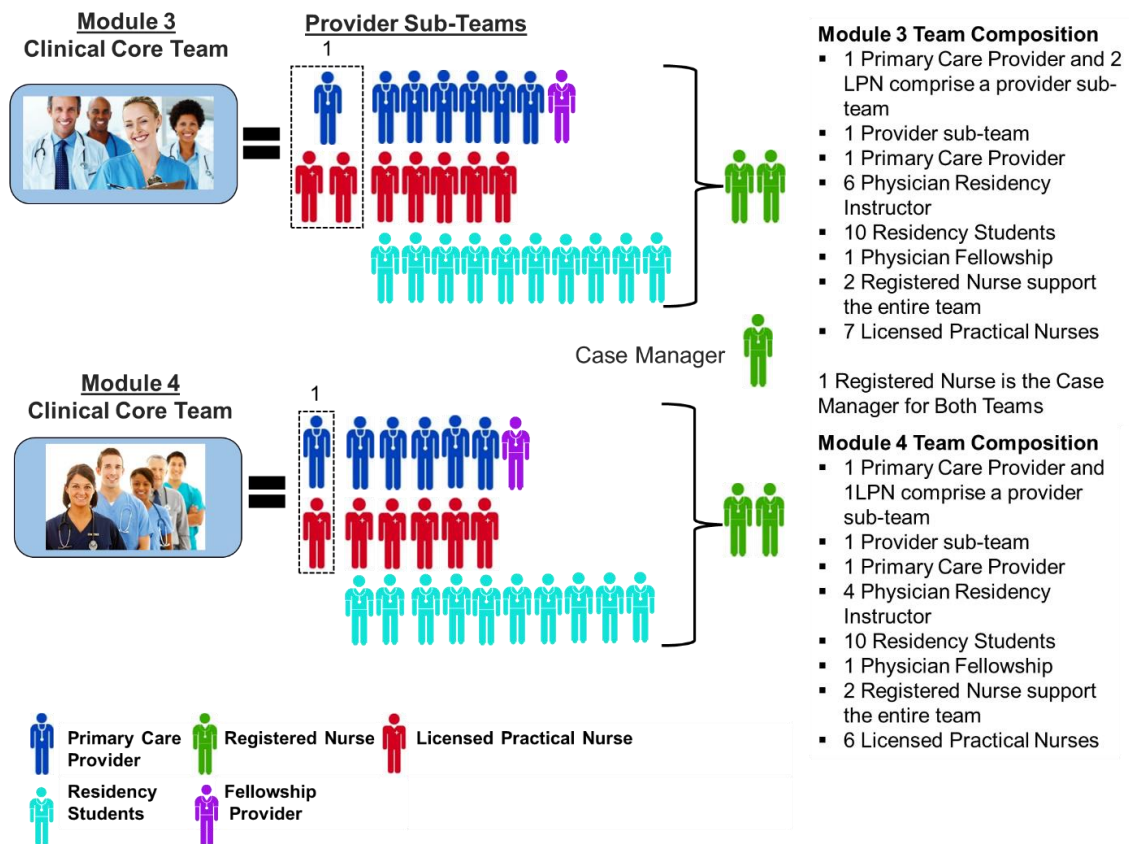 Module 3
Clinical Core Team
Provider Sub-Teams
1
Case Manager
Module 4
Clinical Core Team
1
Primary Care
Provider
Registered Nurse
Licensed Practical Nurse
Residency
Students
Fellowship
Provider
Module 3 Team Composition
▪ 1 Primary Care Provider and 2
LPN comprise a provider sub-
team
▪ 1 Provider sub-team
▪ 1 Primary Care Provider
▪ 6 Physician Residency
Instructor
▪ 10 Residency Students
▪ 1 Physician Fellowship
▪ 2 Registered Nurse support
the entire team
▪ 7 Licensed Practical Nurses
1 Registered Nurse is the Case
Manager for Both Teams
Module 4 Team Composition
▪ 1 Primary Care Provider and
1LPN comprise a provider
sub-team
▪ 1 Provider sub-team
▪ 1 Primary Care Provider
▪ 4 Physician Residency
Instructor
▪ 10 Residency Students
▪ 1 Physician Fellowship
▪ 2 Registered Nurse support
the entire team
▪ 6 Licensed Practical Nurses